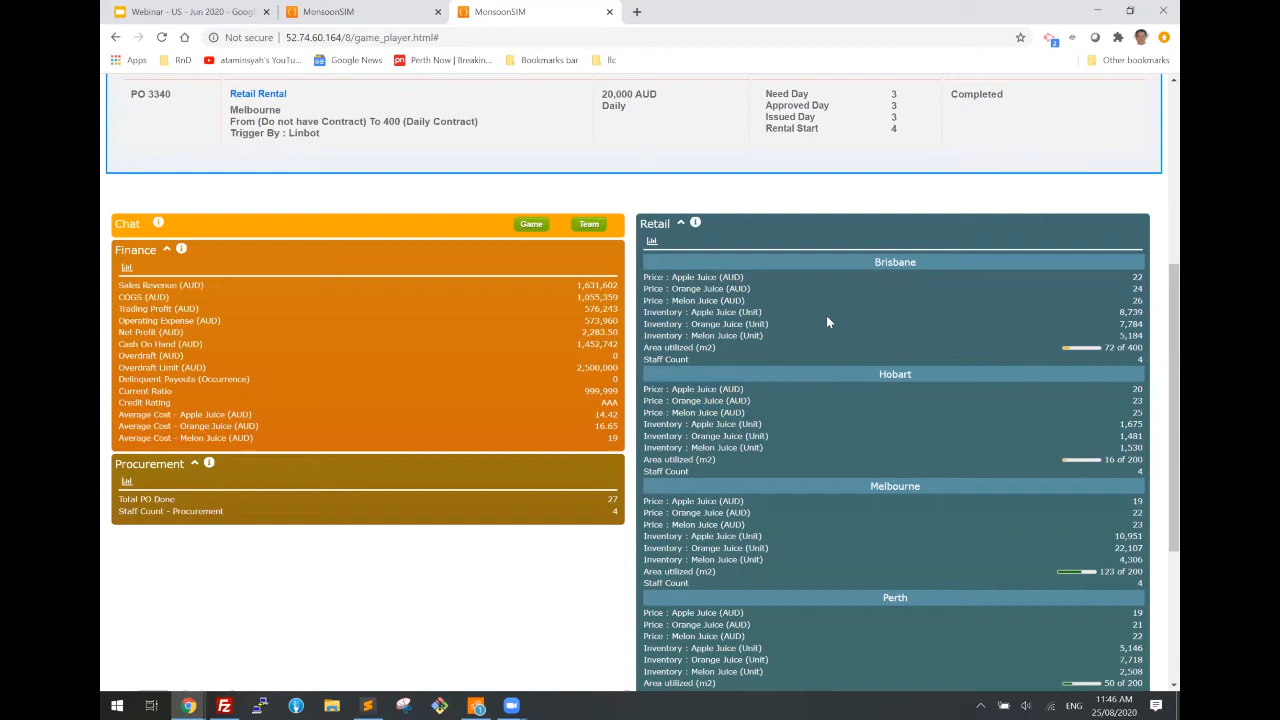 Webinar - US - Jun 2020 - Googl
MonsoonSIM
MonsoonSIM
Not secure 52.74.60.164/8/game_player.html#
Apps
RnD
ataminsyah's YouTu...
Google News
Perth Now | Breakin...
Bookmarks bar
llc
Other bookmarks
PO 3340
Retail Rental
Melbourne
From (Do not have Contract) To 400 (Daily Contract)
Trigger By : Linbot
20,000 AUD
Daily
Need Day 3
Approved Day 3
Issued Day 3
Rental Start 4
Completed
Chat
Game
Team
Finance
Sales Revenue (AUD) 1,631,602
COGS (AUD) 1,055,359
Trading Profit (AUD) 576,243
Operating Expense (AUD) 573,960
Net Profit (AUD) 2,283.50
Cash On Hand (AUD) 1,452,742
Overdraft (AUD) 0
Overdraft Limit (AUD) 2,500,000
Delinquent Payouts (Occurrence) 0
Current Ratio 999,999
Credit Rating AAA
Average Cost - Apple Juice (AUD) 14.42
Average Cost - Orange Juice (AUD) 16.65
Average Cost - Melon Juice (AUD) 19
Procurement
Total PO Done 27
Staff Count - Procurement 4
Retail
Brisbane
Price : Apple Juice (AUD) 22
Price : Orange Juice (AUD) 24
Price : Melon Juice (AUD) 26
Inventory : Apple Juice (Unit) 8,739
Inventory : Orange Juice (Unit) 7,784
Inventory : Melon Juice (Unit) 5,184
Area utilized (m2) 72 of 400
Staff Count 4
Hobart
Price : Apple Juice (AUD) 20
Price : Orange Juice (AUD) 23
Price : Melon Juice (AUD) 25
Inventory : Apple Juice (Unit) 1,675
Inventory : Orange Juice (Unit) 1,481
Inventory : Melon Juice (Unit) 1,530
Area utilized (m2) 16 of 200
Staff Count 4
Melbourne
Price : Apple Juice (AUD) 19
Price : Orange Juice (AUD) 22
Price : Melon Juice (AUD) 23
Inventory : Apple Juice (Unit) 10,951
Inventory : Orange Juice (Unit) 22,107
Inventory : Melon Juice (Unit) 4,306
Area utilized (m2) 123 of 200
Staff Count 4
Perth
Price : Apple Juice (AUD) 19
Price : Orange Juice (AUD) 21
Price : Melon Juice (AUD) 22
Inventory : Apple Juice (Unit) 5,146
Inventory : Orange Juice (Unit) 7,718
Inventory : Melon Juice (Unit) 2,508
Area utilized (m2) 50 of 200
ENG
11:46 AM
25/08/2020